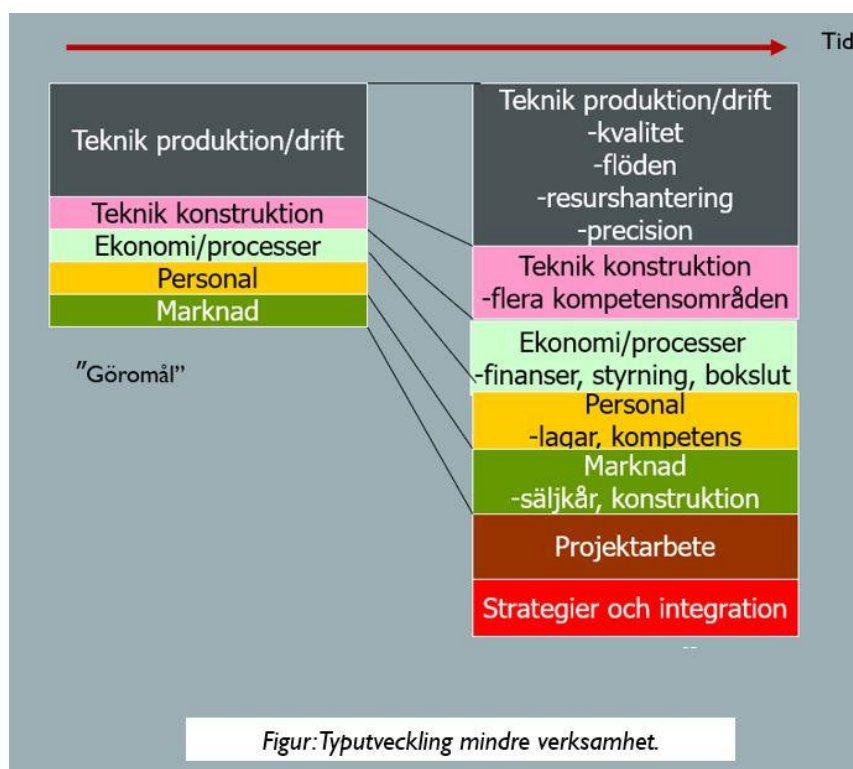 Tid
Teknik produktion/drift
Teknik konstruktion
Ekonomi/processer
Personal
Marknad
"Göromål"
Teknik produktion/drift
-kvalitet
-flöden
-resurshantering
-precision
Teknik konstruktion
-flera kompetensområden
Ekonomi/processer
-finanser, styrning, bokslut
Personal
-lagar, kompetens
Marknad
-säljkår, konstruktion
Projektarbete
Strategier och integration
Figur: Typutveckling mindre verksamhet.